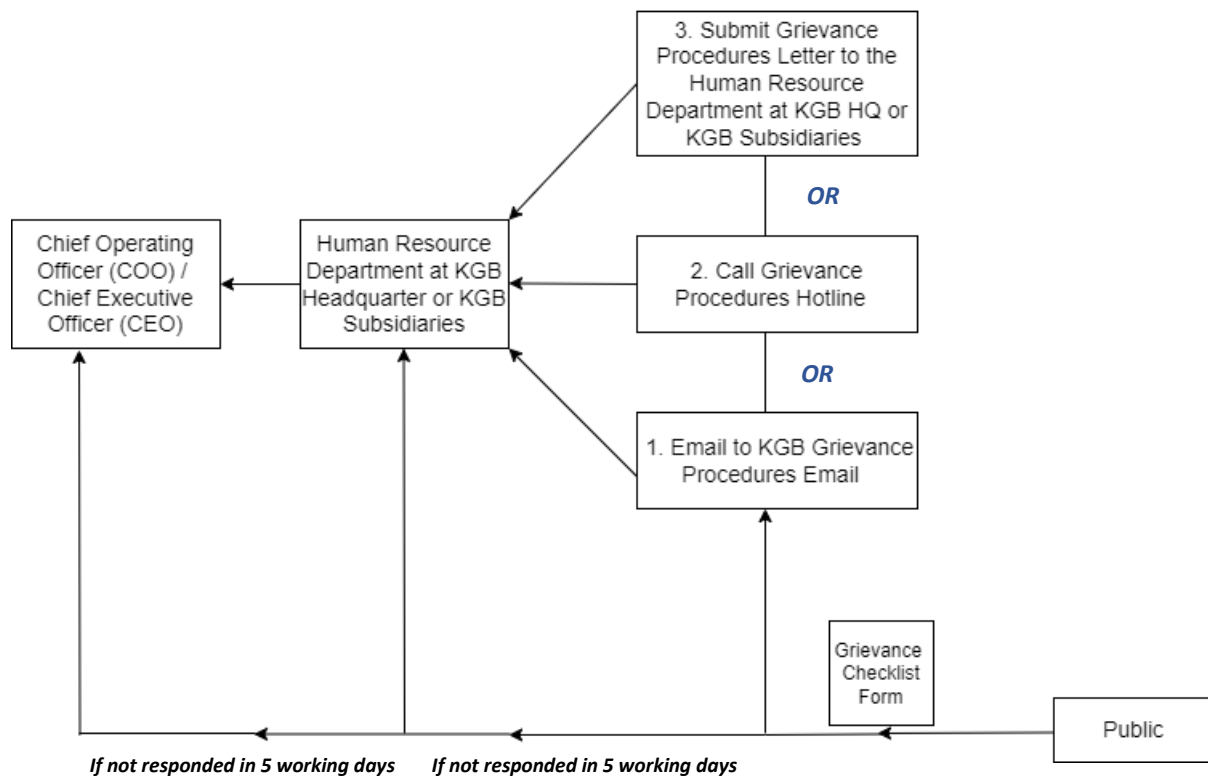 3. Submit Grievance
Procedures Letter to the
Human Resource
Department at KGB HQ or
KGB Subsidiaries
OR
Chief Operating
Officer (COO) /
Chief Executive
Officer (CEO)
Human Resource
Department at KGB
Headquarter or KGB
Subsidiaries
2. Call Grievance
Procedures Hotline
OR
1. Email to KGB Grievance
Procedures Email
Grievance
Checklist
Form
Public
If not responded in 5 working days
If not responded in 5 working days